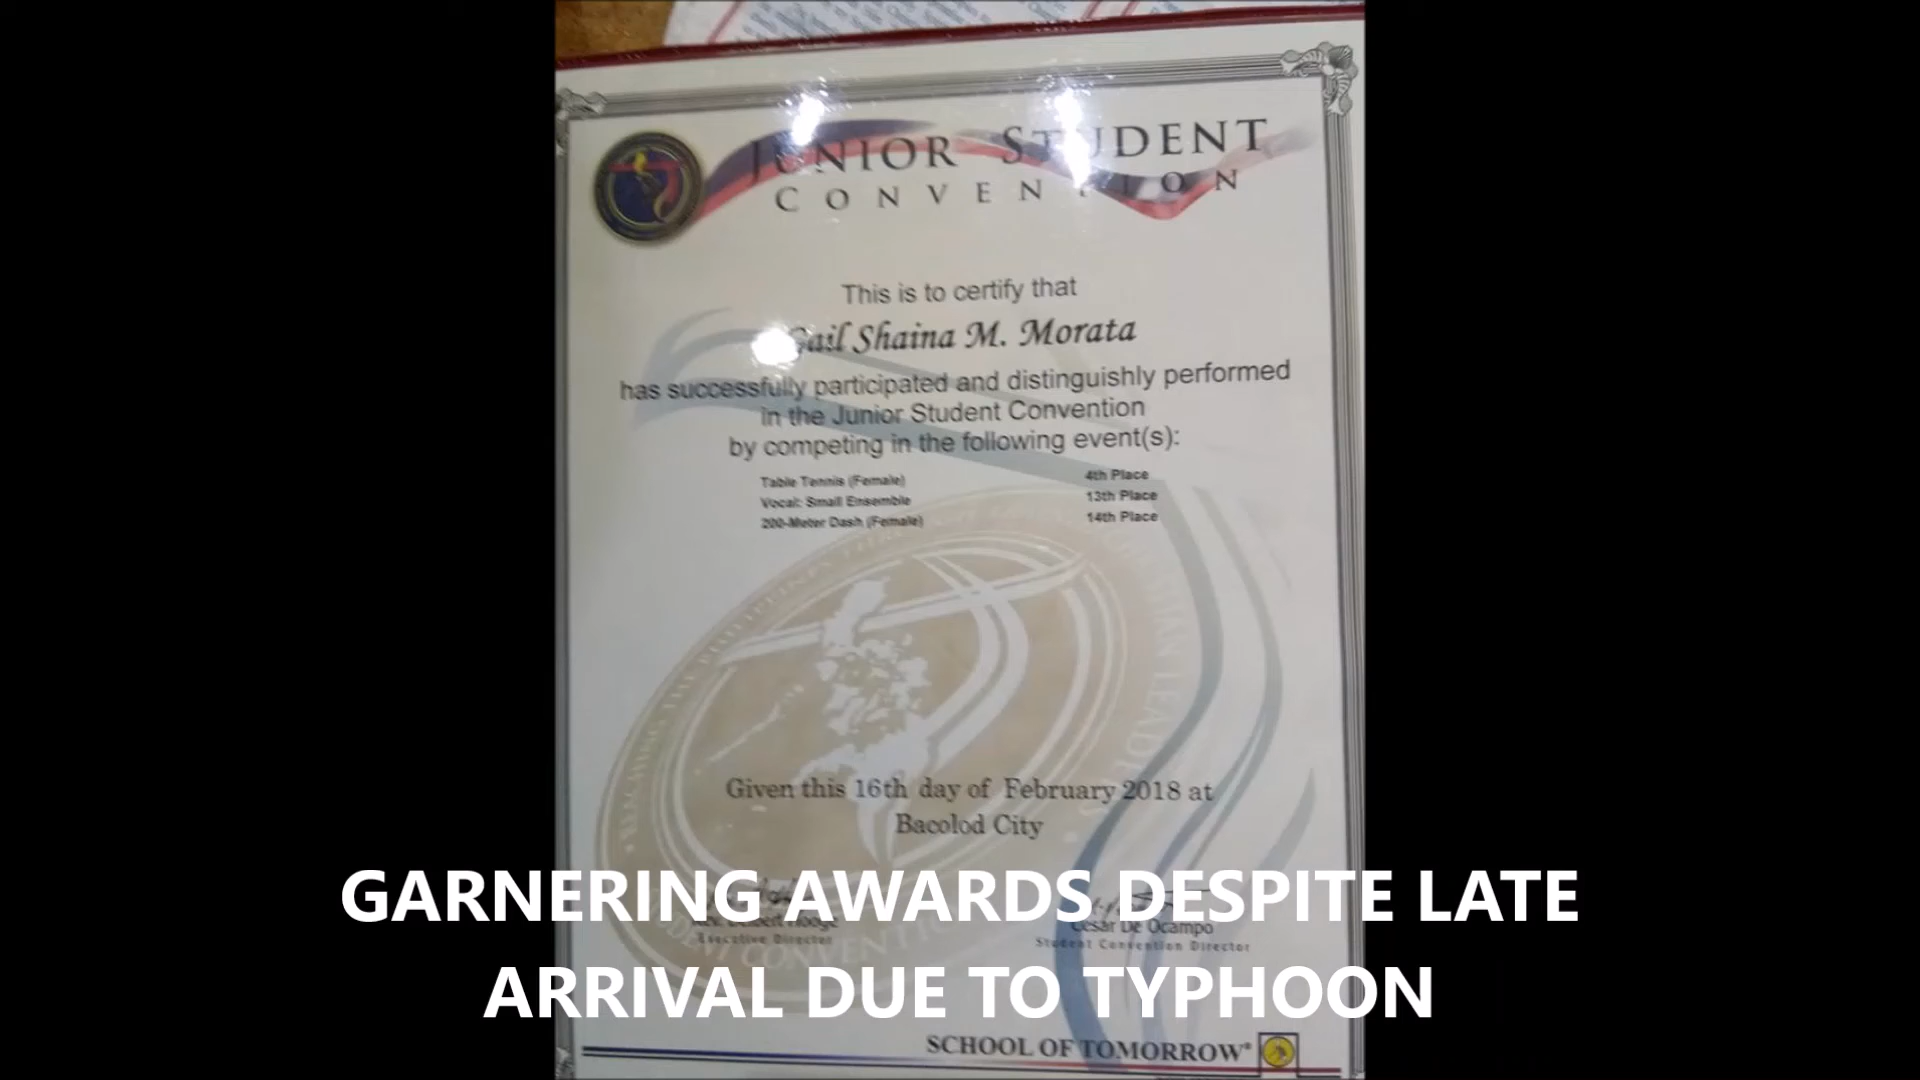 JUNIOR STUDENT
CONVENTION
This is to certify that
Gail Shaina M. Morata
has successfully participated and distinguishly performed
in the Junior Student Convention
by competing in the following event(s):
Table Tennis (Female) 4th Place
Vocal: Small Ensemble 13th Place
200-Meter Dash (Female) 14th Place
Given this 16th day of February 2018 at
Bacolod City
GARNERING AWARDS DESPITE LATE
Cesar De Ocampo
Executive Director Student Convention Director
ARRIVAL DUE TO TYPHOON
SCHOOL OF TOMORROW